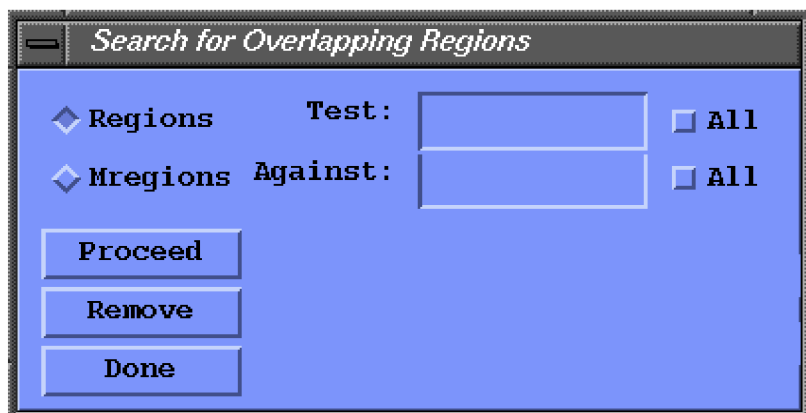 Search for Overlapping Regions
Regions Test: All
Mregions Against: All
Proceed
Remove
Done